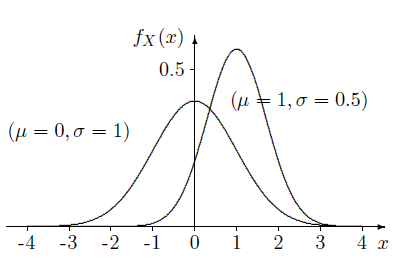 f_X(x)
0.5
(μ = 1, σ = 0.5)
(μ = 0, σ = 1)
-4 -3 -2 -1 0 1 2 3 4 x